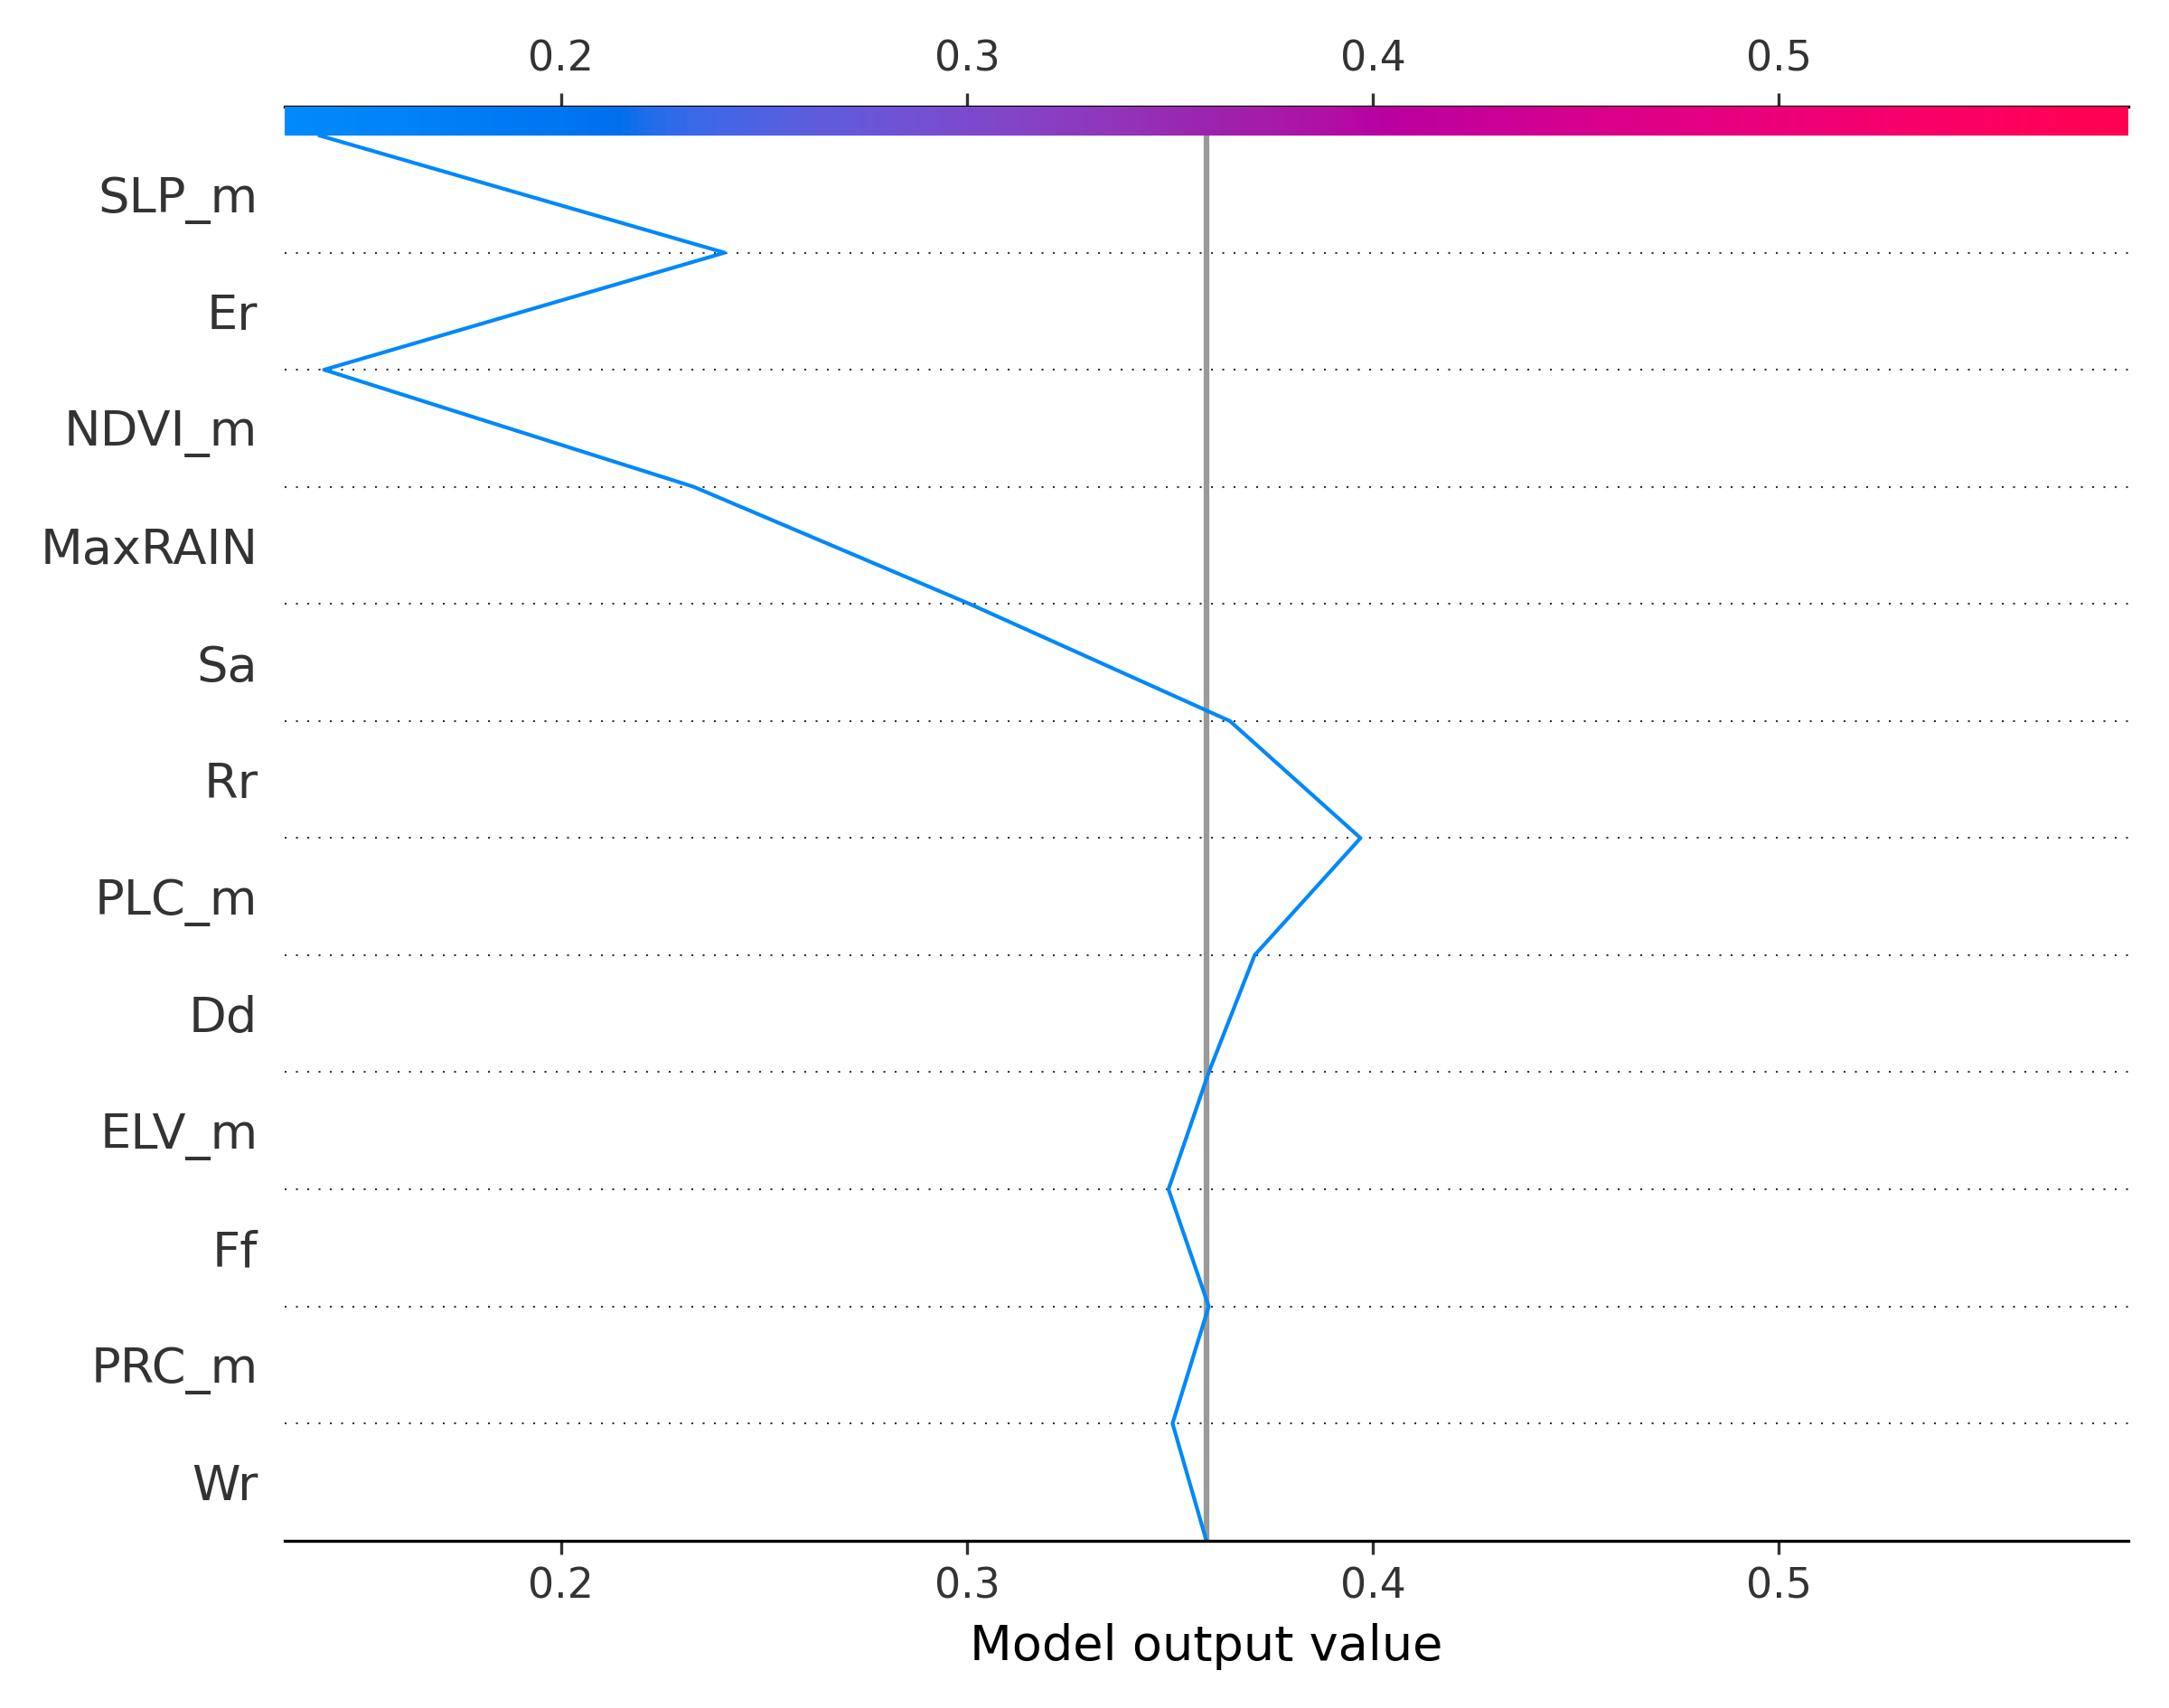 0.2 0.3 0.4 0.5
SLP_m
Er
NDVI_m
MaxRAIN
Sa
Rr
PLC_m
Dd
ELV_m
Ff
PRC_m
Wr
0.2 0.3 0.4 0.5
Model output value